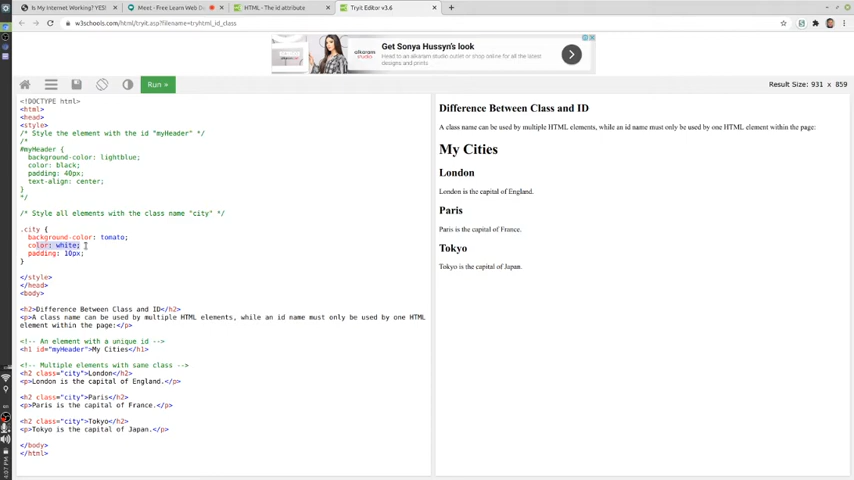 Is My Internet Working? YES!
Meet - Free Learn Web D
HTML - The id attribute
Tryit Editor v3.6
w3schools.com/html/tryit.asp?filename=tryhtml_id_class
Get Sonya Hussyn's look
Head to an alkaram outlet or shop online for all the latest
designs and prints
alkaram
studio
Run »
Result Size: 931 x 859
<!DOCTYPE html>
<html>
<head>
<style>
/* Style the element with the id "myHeader" */
/*
#myHeader {
background-color: lightblue;
color: black;
padding: 40px;
text-align: center;
}
*/
/* Style all elements with the class name "city" */
.city {
background-color: tomato;
color: white;
padding: 10px;
}
</style>
</head>
<body>
<h2>Difference Between Class and ID</h2>
<p>A class name can be used by multiple HTML elements, while an id name must only be used by one HTML
element within the page:</p>
<!-- An element with a unique id -->
<h1 id="myHeader">My Cities</h1>
<!-- Multiple elements with same class -->
<h2 class="city">London</h2>
<p>London is the capital of England.</p>
<h2 class="city">Paris</h2>
<p>Paris is the capital of France.</p>
<h2 class="city">Tokyo</h2>
<p>Tokyo is the capital of Japan.</p>
</body>
</html>
Difference Between Class and ID
A class name can be used by multiple HTML elements, while an id name must only be used by one HTML element within the page:
My Cities
London
London is the capital of England.
Paris
Paris is the capital of France.
Tokyo
Tokyo is the capital of Japan.
4:07 PM